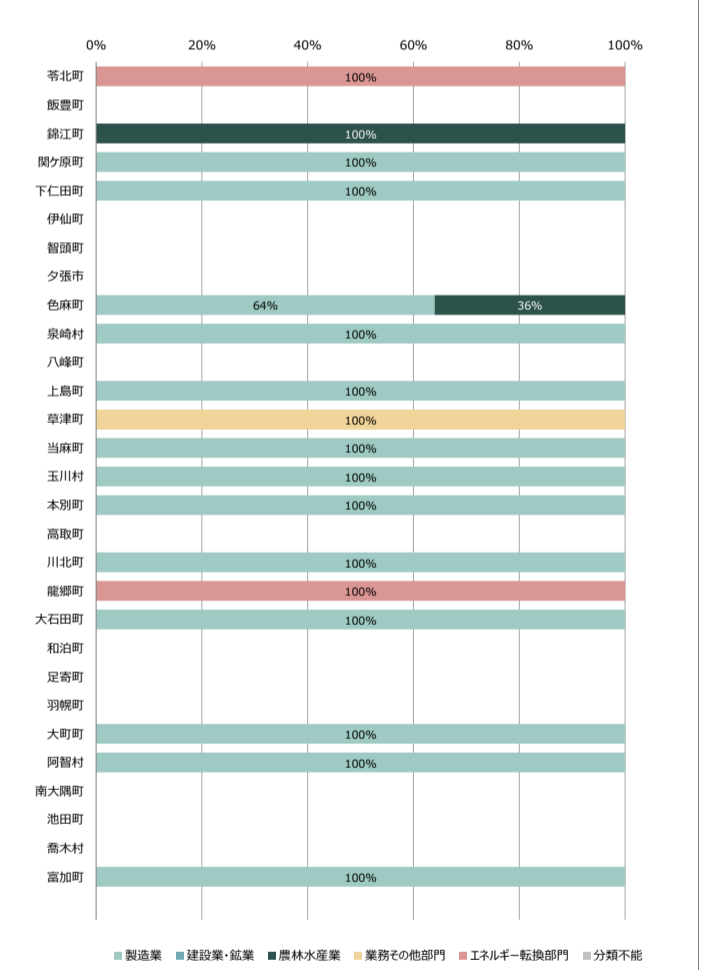 0% 20% 40% 60% 80% 100%
苓北町 100%
飯豊町
錦江町 100%
関ケ原町 100%
下仁田町 100%
伊仙町
智頭町
夕張市
色麻町 64% 36%
泉崎村 100%
八峰町
上島町 100%
草津町 100%
当麻町 100%
玉川村 100%
本別町 100%
高取町
川北町 100%
龍郷町 100%
大石田町 100%
和泊町
足寄町
羽幌町
大町町 100%
阿智村 100%
南大隅町
池田町
喬木村
富加町 100%
製造業 建設業・鉱業 農林水産業 業務その他部門 エネルギー転換部門 分類不能